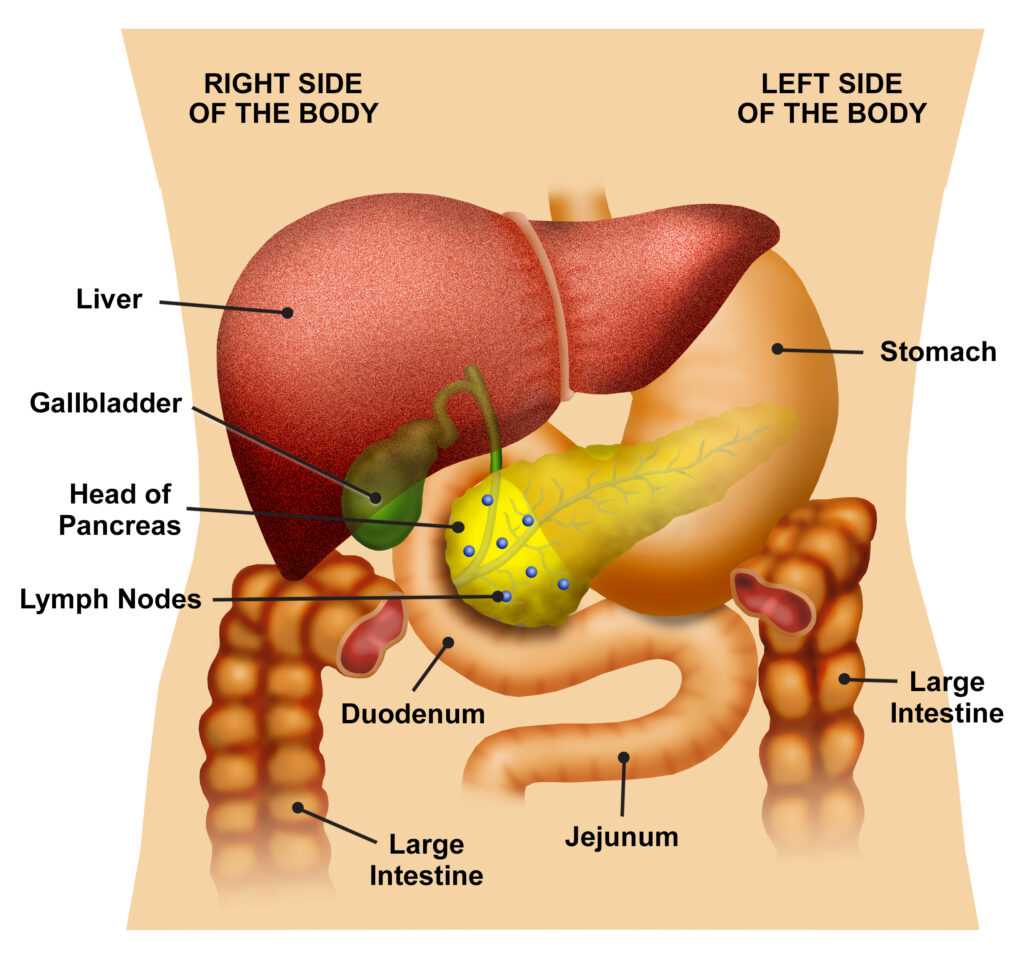 RIGHT SIDE
OF THE BODY
LEFT SIDE
OF THE BODY
Liver
Stomach
Gallbladder
Head of
Pancreas
Lymph Nodes
Duodenum
Large
Intestine
Jejunum
Large
Intestine